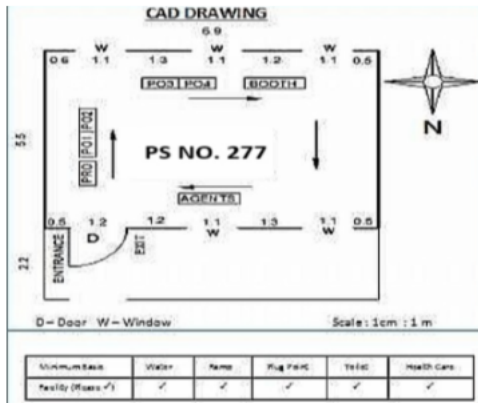 CAD DRAWING
6.9
W W W
0.6 1.1 1.3 1.1 1.2 1.1 0.5
PO3 PO4 BOOTH
N
5.5
PRO PO1 PO2
PS NO. 277
AGENTS
0.5 1.2 1.2 1.1 1.3 1.1 0.5
D W W
ENTRANCE EXIT
2.2
D - Door W - Window Scale : 1cm : 1 m
Minimum Basic Water Ramp Plug Point Toilet Health Care
Facility (Please ✓) ✓ ✓ ✓ ✓ ✓